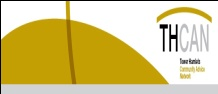 THCAN
Tower Hamlets
Community Advice
Network